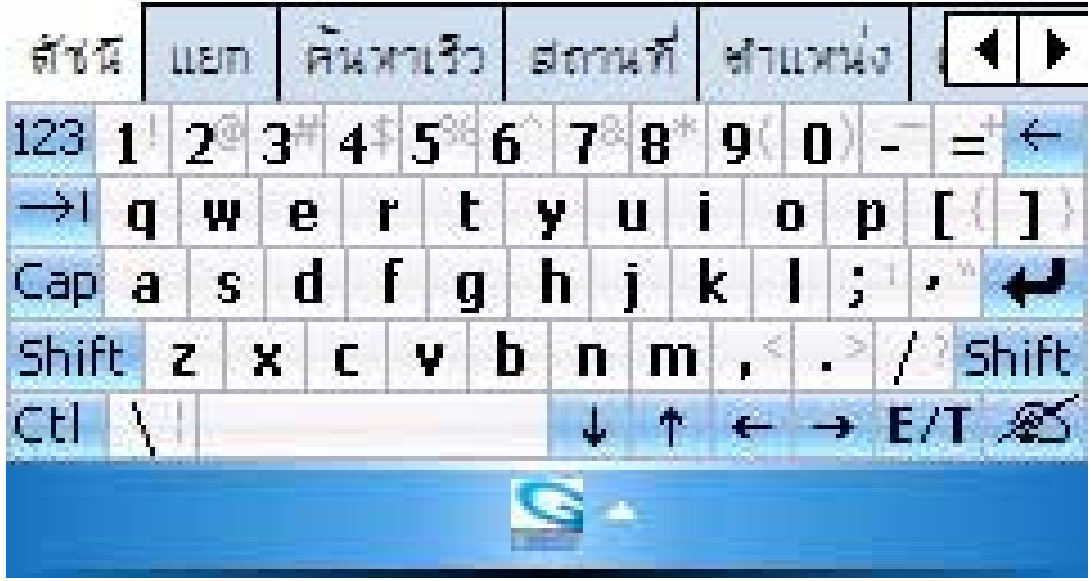 ดัชนี แยก ค้นหาเร็ว สถานที่ ตำแหน่ง
123 1! 2@ 3# 4$ 5% 6^ 7& 8* 9( 0) -_ =+ ←
→| q w e r t y u i o p [{ ]}
Cap a s d f g h j k l ;: '" ↵
Shift z x c v b n m ,< .> /? Shift
Ctl \| ↓ ↑ ← → E/T